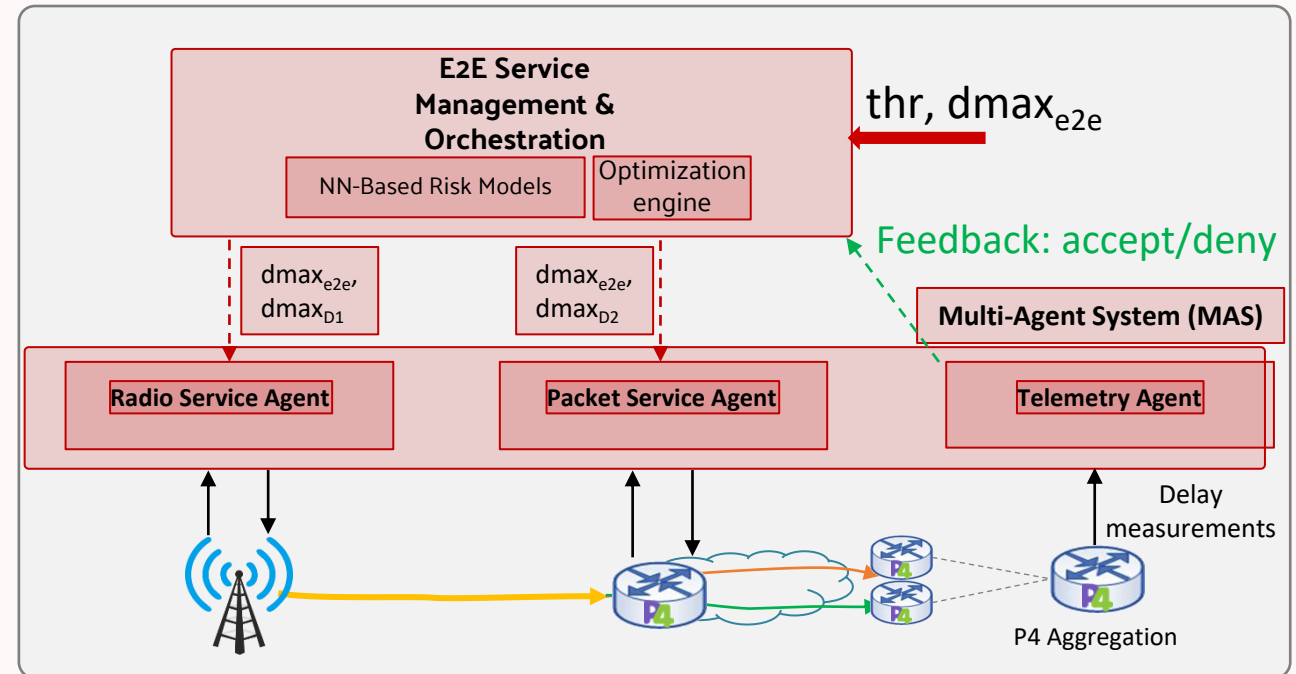 E2E Service
Management &
Orchestration
NN-Based Risk Models
Optimization
engine
thr, dmaxe2e
Feedback: accept/deny
dmaxe2e,
dmaxD1
dmaxe2e,
dmaxD2
Multi-Agent System (MAS)
Radio Service Agent
Packet Service Agent
Telemetry Agent
Delay
measurements
P4
P4
P4
P4
P4 Aggregation